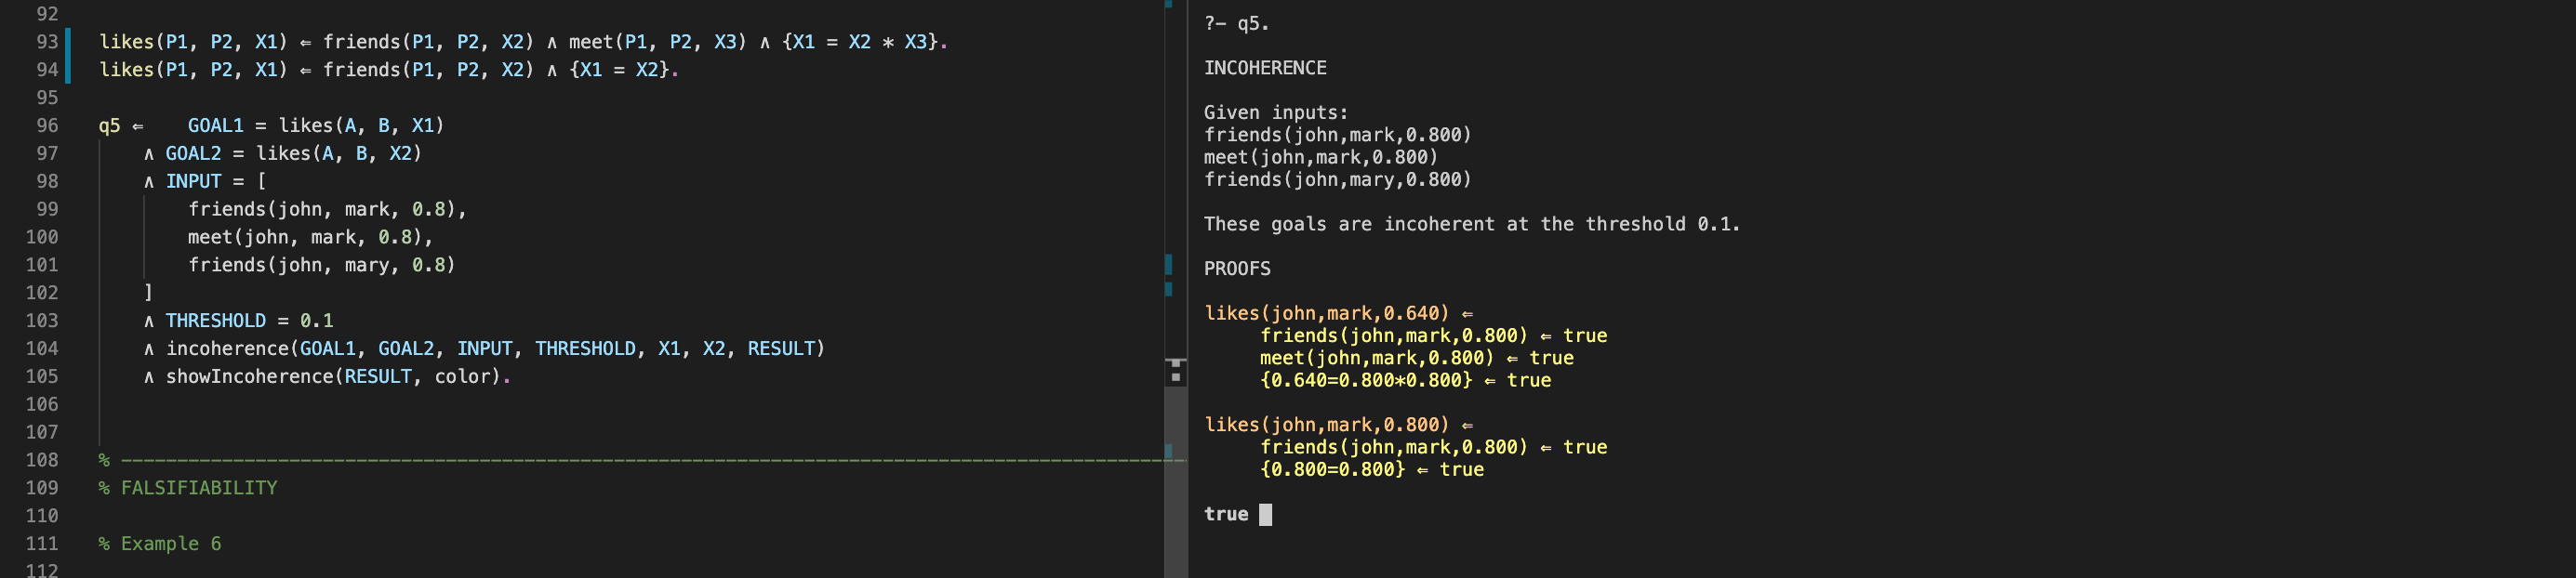 92
93 likes(P1, P2, X1) ⇐ friends(P1, P2, X2) ∧ meet(P1, P2, X3) ∧ {X1 = X2 * X3}.
94 likes(P1, P2, X1) ⇐ friends(P1, P2, X2) ∧ {X1 = X2}.
95
96 q5 ⇐    GOAL1 = likes(A, B, X1)
97     ∧ GOAL2 = likes(A, B, X2)
98     ∧ INPUT = [
99         friends(john, mark, 0.8),
100         meet(john, mark, 0.8),
101         friends(john, mary, 0.8)
102     ]
103     ∧ THRESHOLD = 0.1
104     ∧ incoherence(GOAL1, GOAL2, INPUT, THRESHOLD, X1, X2, RESULT)
105     ∧ showIncoherence(RESULT, color).
106
107
108 % ----------------------------------------------------------------------------------------------
109 % FALSIFIABILITY
110
111 % Example 6
112
?- q5.
INCOHERENCE
Given inputs:
friends(john,mark,0.800)
meet(john,mark,0.800)
friends(john,mary,0.800)
These goals are incoherent at the threshold 0.1.
PROOFS
likes(john,mark,0.640) ⇐
     friends(john,mark,0.800) ⇐ true
     meet(john,mark,0.800) ⇐ true
     {0.640=0.800*0.800} ⇐ true
likes(john,mark,0.800) ⇐
     friends(john,mark,0.800) ⇐ true
     {0.800=0.800} ⇐ true
true